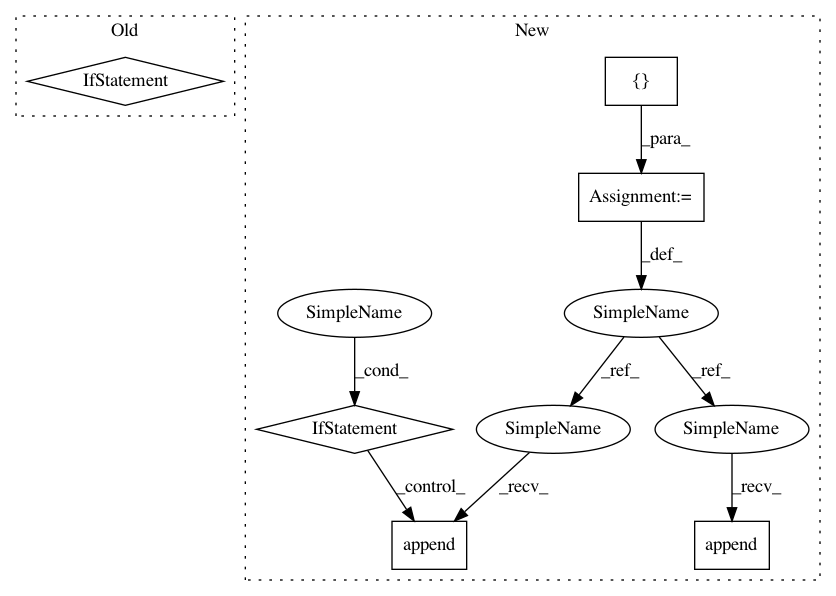 Old
New
IfStatement
{}
_para_
Assignment:=
_def_
SimpleName
SimpleName
_cond_
_ref_
_ref_
IfStatement
SimpleName
SimpleName
_control_
_recv_
_recv_
append
append